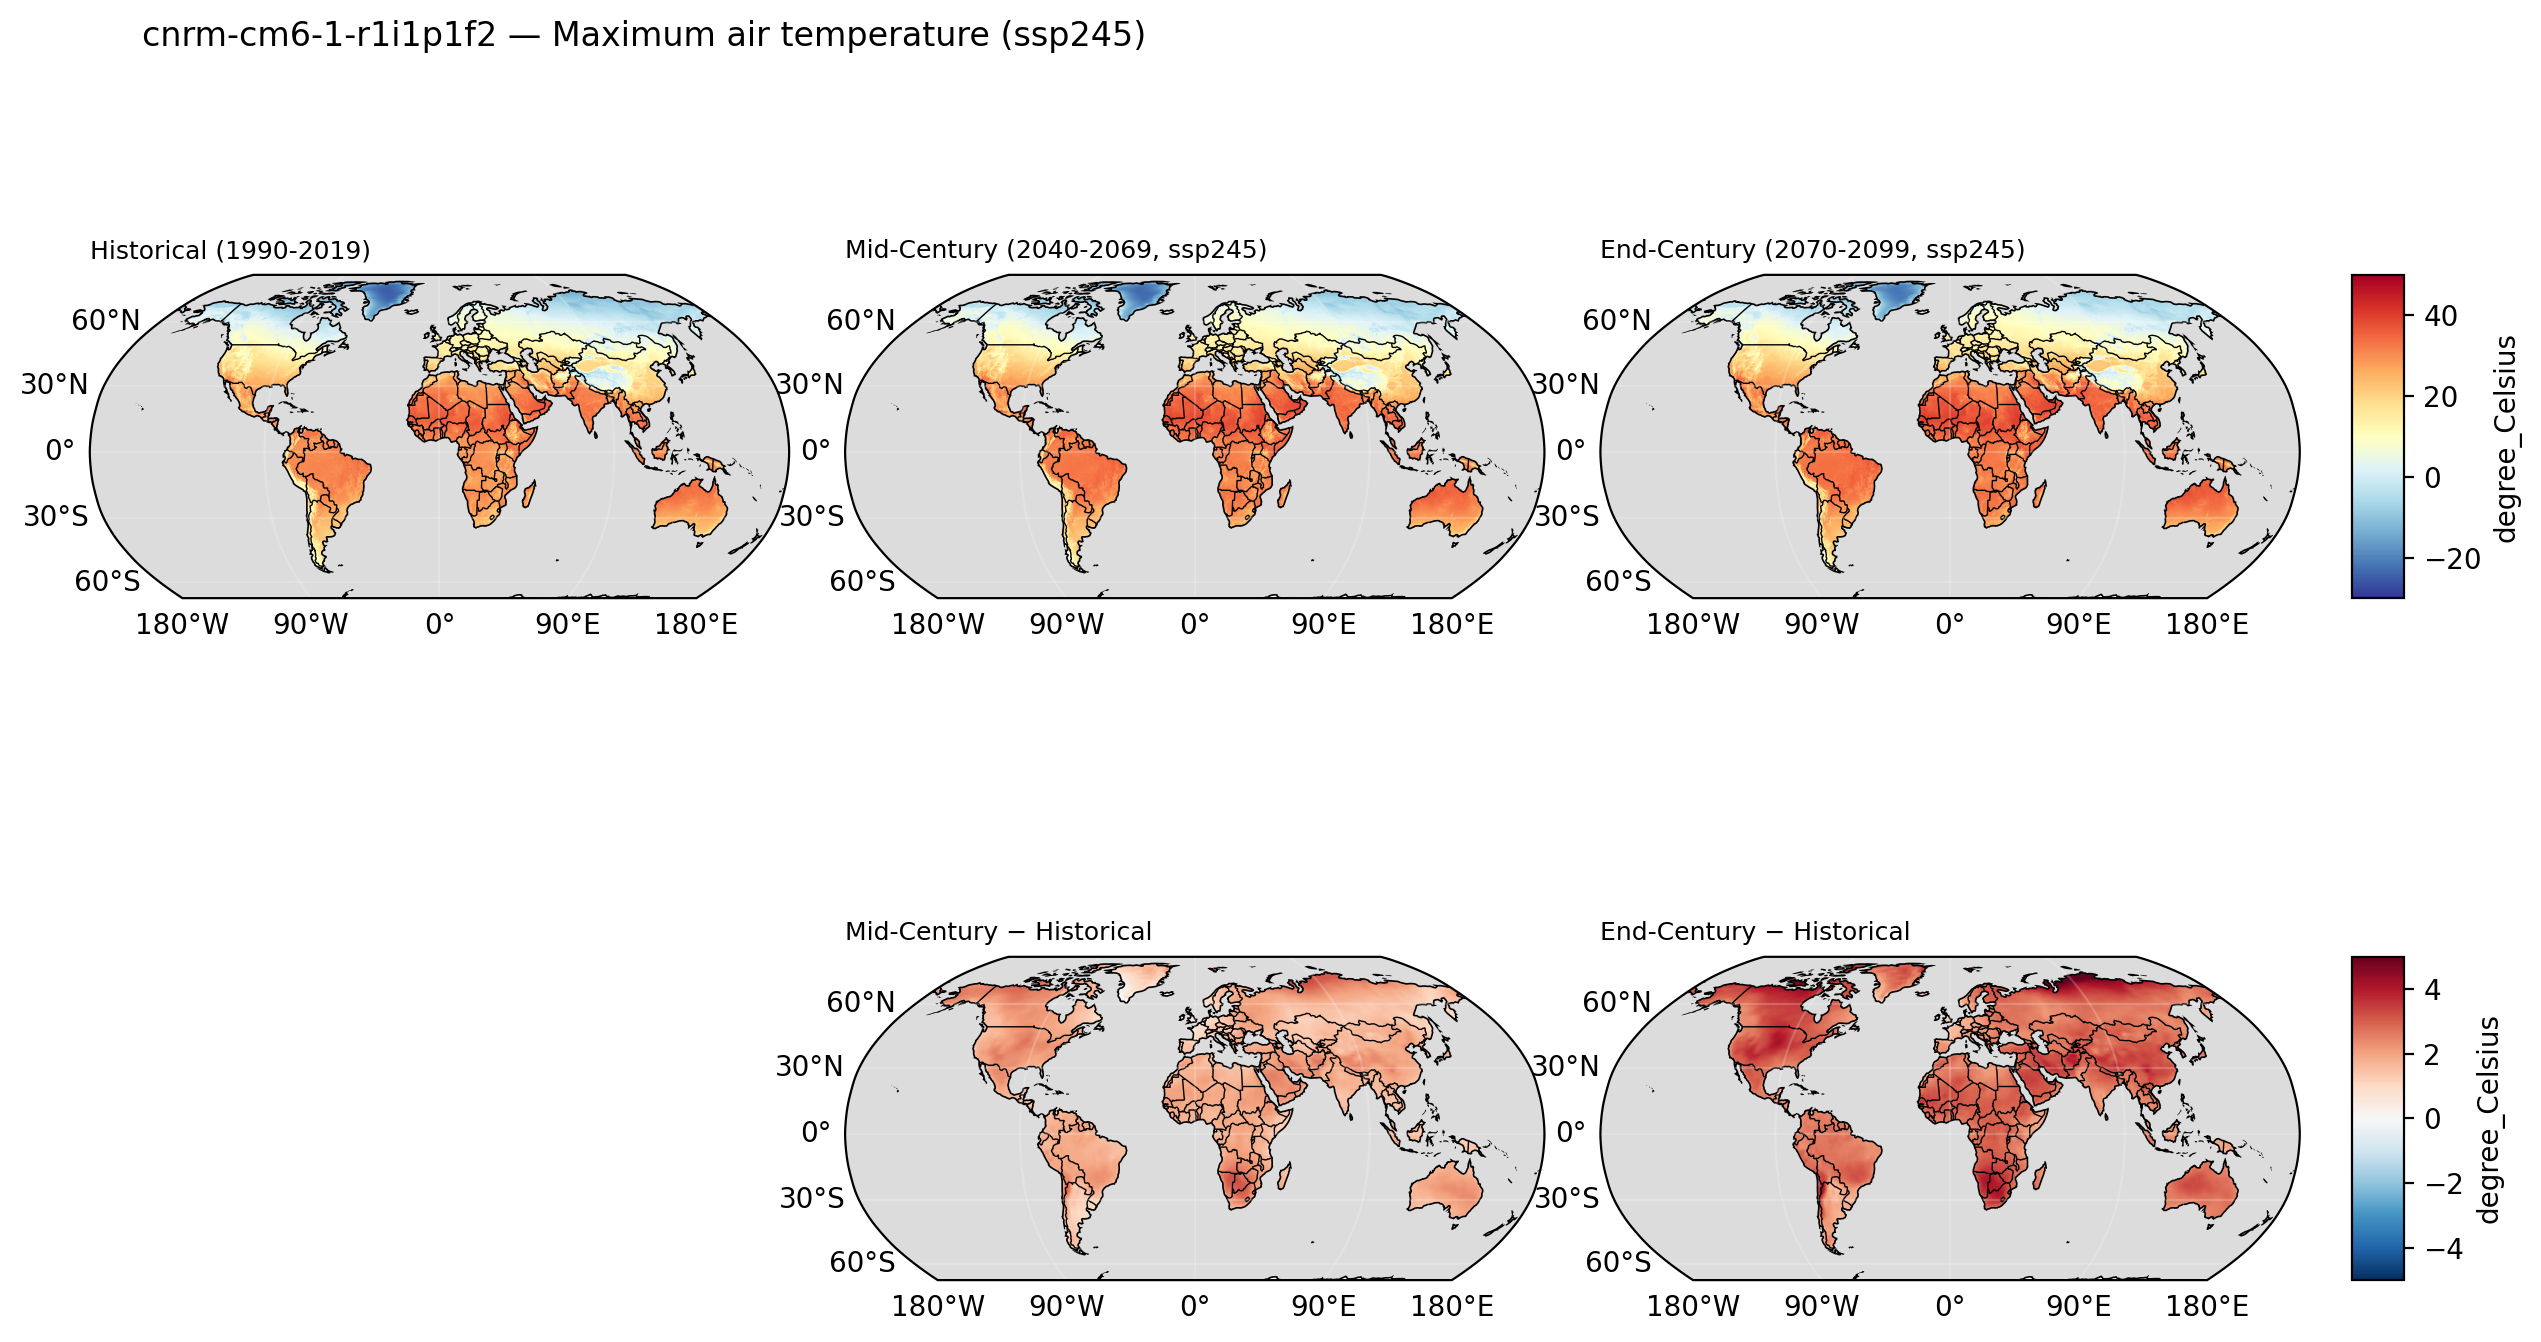 cnrm-cm6-1-r1i1p1f2 — Maximum air temperature (ssp245)
Historical (1990-2019)
60°N
30°N
0°
30°S
60°S
180°W 90°W 0° 90°E 180°E
Mid-Century (2040-2069, ssp245)
60°N
30°N
0°
30°S
60°S
180°W 90°W 0° 90°E 180°E
End-Century (2070-2099, ssp245)
60°N
30°N
0°
30°S
60°S
180°W 90°W 0° 90°E 180°E
40
20
0
−20
degree_Celsius
Mid-Century − Historical
60°N
30°N
0°
30°S
60°S
180°W 90°W 0° 90°E 180°E
End-Century − Historical
60°N
30°N
0°
30°S
60°S
180°W 90°W 0° 90°E 180°E
4
2
0
−2
−4
degree_Celsius